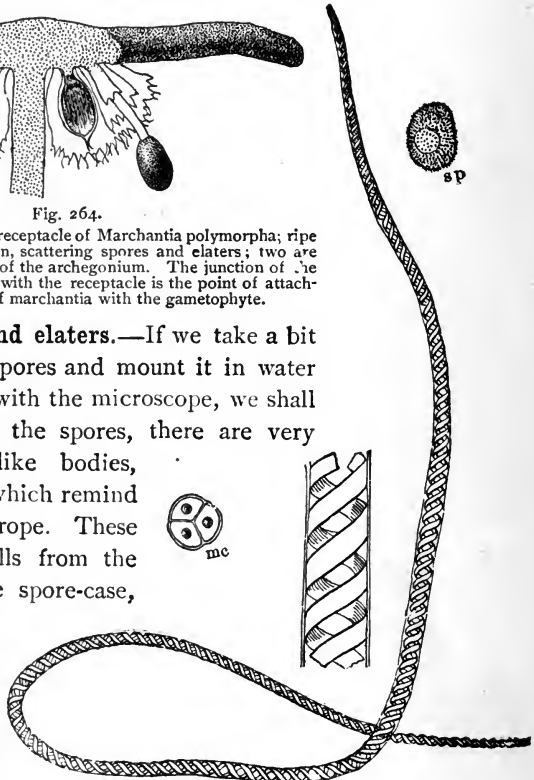 sp
Fig. 264.
receptacle of Marchantia polymorpha; ripe
n, scattering spores and elaters; two are
of the archegonium. The junction of
with the receptacle is the point of attach-
f marchantia with the gametophyte.
nd elaters.—If we take a bit
pores and mount it in water
with the microscope, we shall
the spores, there are very
like bodies,
which remind
rope. These
mc
lls from the
e spore-case,